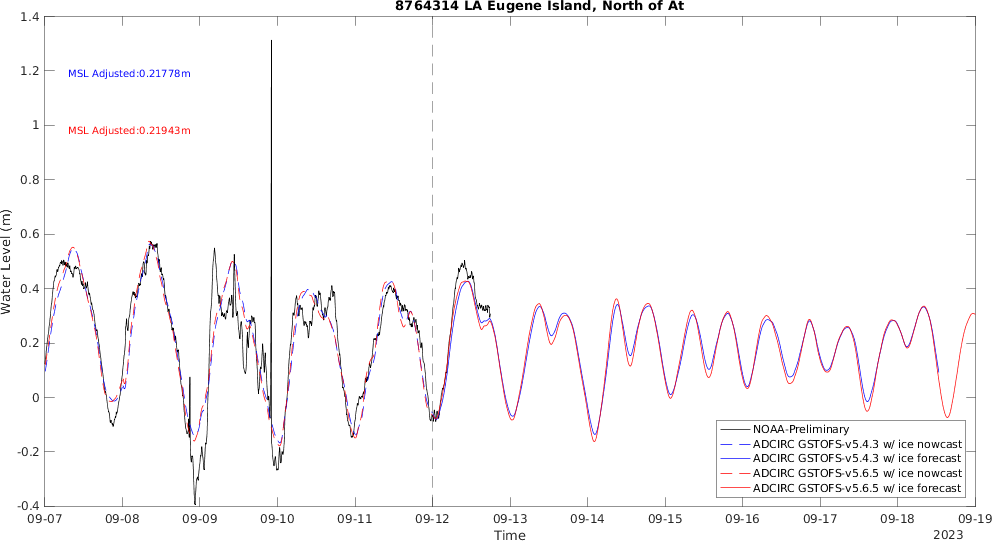 8764314 LA Eugene Island, North of At
1.4
1.2
1
0.8
0.6
0.4
0.2
0
-0.2
-0.4
Water Level (m)
MSL Adjusted:0.21778m
MSL Adjusted:0.21943m
NOAA-Preliminary
ADCIRC GSTOFS-v5.4.3 w/ ice nowcast
ADCIRC GSTOFS-v5.4.3 w/ ice forecast
ADCIRC GSTOFS-v5.6.5 w/ ice nowcast
ADCIRC GSTOFS-v5.6.5 w/ ice forecast
09-07 09-08 09-09 09-10 09-11 09-12 09-13 09-14 09-15 09-16 09-17 09-18 09-19
Time
2023